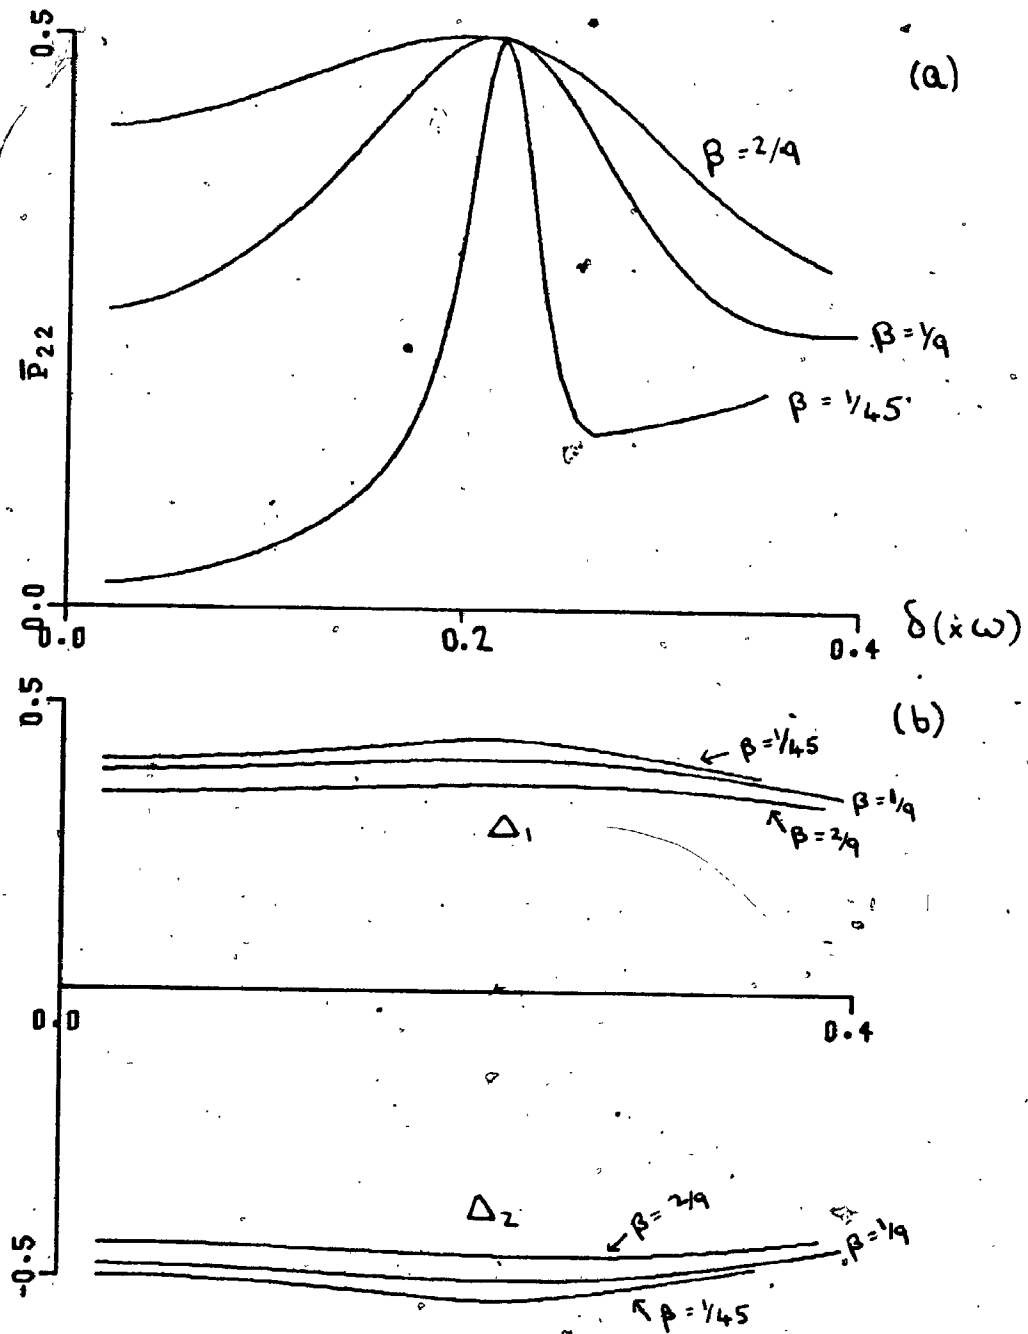 0.5
(a)
β = 2/9
P̅22
β = 1/9
β = 1/45
0.0
0.0
0.2
0.4
δ(xω)
0.5
(b)
β = 1/45
β = 1/9
β = 2/9
Δ1
0.0
0.4
Δ2
β = 2/9
β = 1/9
-0.5
β = 1/45